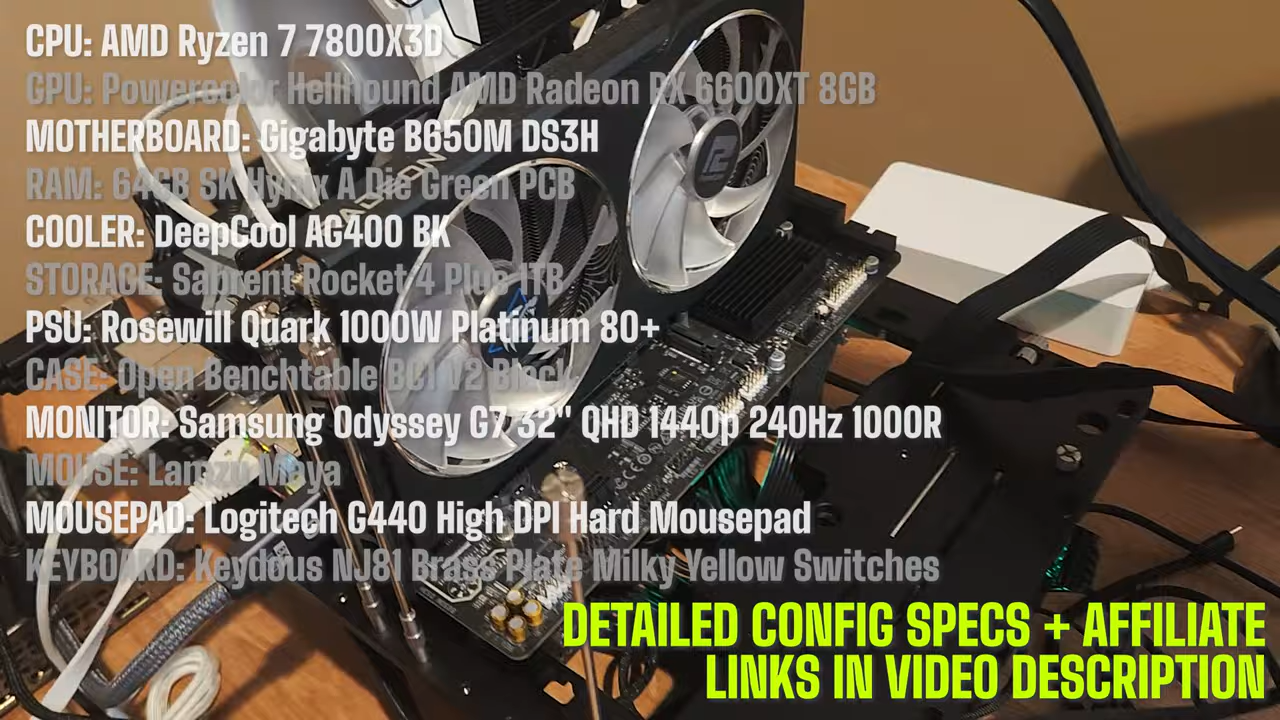 CPU: AMD Ryzen 7 7800X3D
GPU: Powercolor Hellhound AMD Radeon RX 6600XT 8GB
MOTHERBOARD: Gigabyte B650M DS3H
RAM: 64GB SK Hynix A Die Green PCB
COOLER: DeepCool AG400 BK
STORAGE: Sabrent Rocket 4 Plus 1TB
PSU: Rosewill Quark 1000W Platinum 80+
CASE: Open Benchtable BC1 V2 Black
MONITOR: Samsung Odyssey G7 32" QHD 1440p 240Hz 1000R
MOUSE: Lamzu Maya
MOUSEPAD: Logitech G440 High DPI Hard Mousepad
KEYBOARD: Keydous NJ81 Brass Plate Milky Yellow Switches
DETAILED CONFIG SPECS + AFFILIATE
LINKS IN VIDEO DESCRIPTION